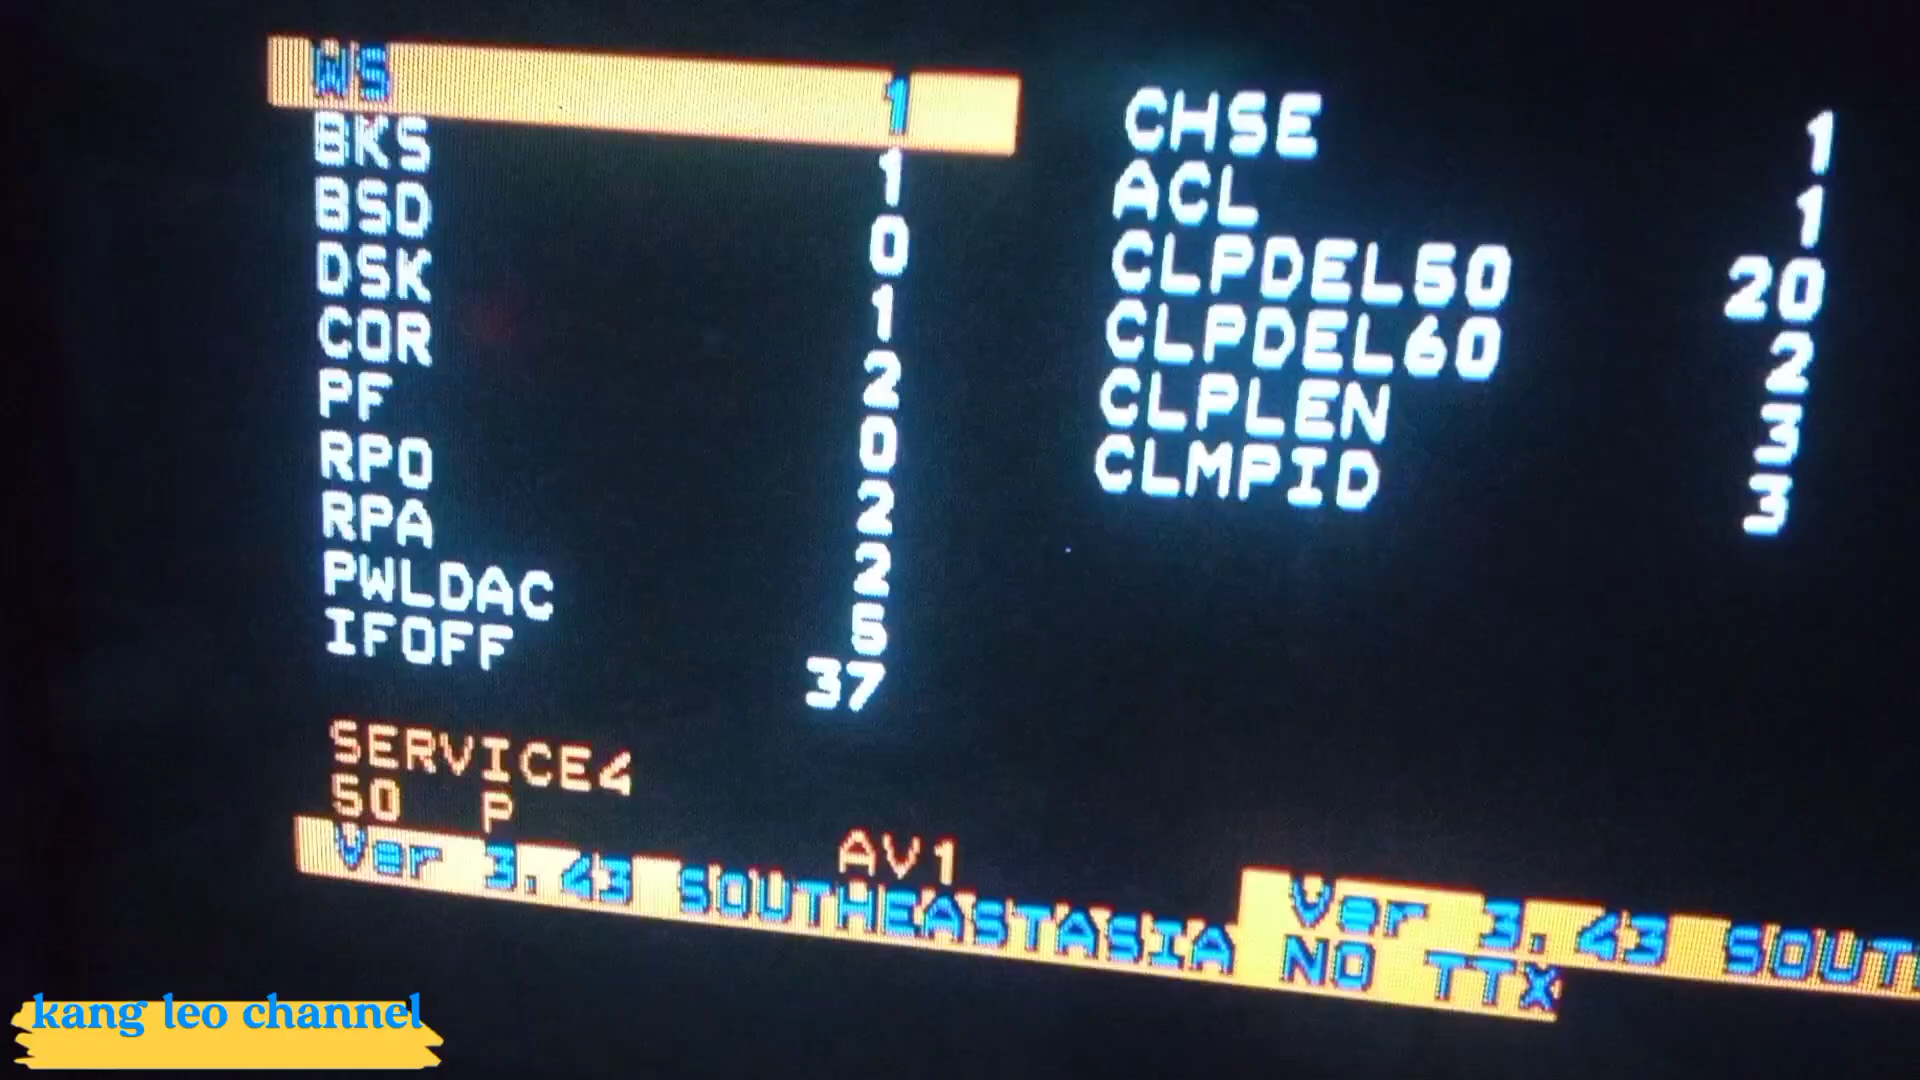 WS 1
BKS 1
BSD 0
DSK 1
COR 2
PF 0
RPO 2
RPA 2
PWLDAC 5
IFOFF 37
CHSE 1
ACL 1
CLPDEL50 20
CLPDEL60 2
CLPLEN 3
CLMPID 3
SERVICE4
50 P AV1
Ver 3.43 SOUTHEASTASIA NO TTX
Ver 3.43 SOUT
kang leo channel